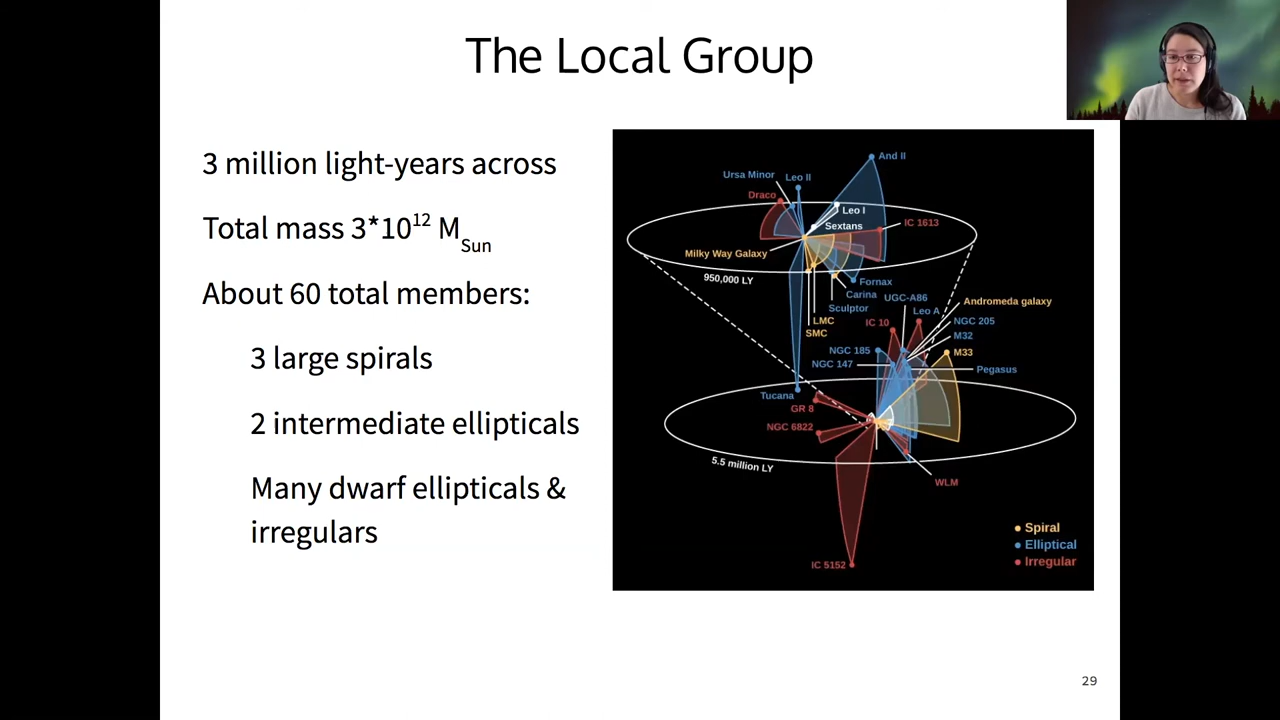 The Local Group
3 million light-years across
Total mass 3*10^12 M_Sun
About 60 total members:
3 large spirals
2 intermediate ellipticals
Many dwarf ellipticals &
irregulars
And II
Ursa Minor
Leo II
Draco
Leo I
Sextans
IC 1613
Milky Way Galaxy
950,000 LY
Fornax
Carina
Sculptor
UGC-A86
Andromeda galaxy
Leo A
LMC
IC 10
NGC 205
SMC
M32
NGC 185
M33
NGC 147
Pegasus
Tucana
GR 8
NGC 6822
5.5 million LY
WLM
Spiral
Elliptical
Irregular
IC 5152
29